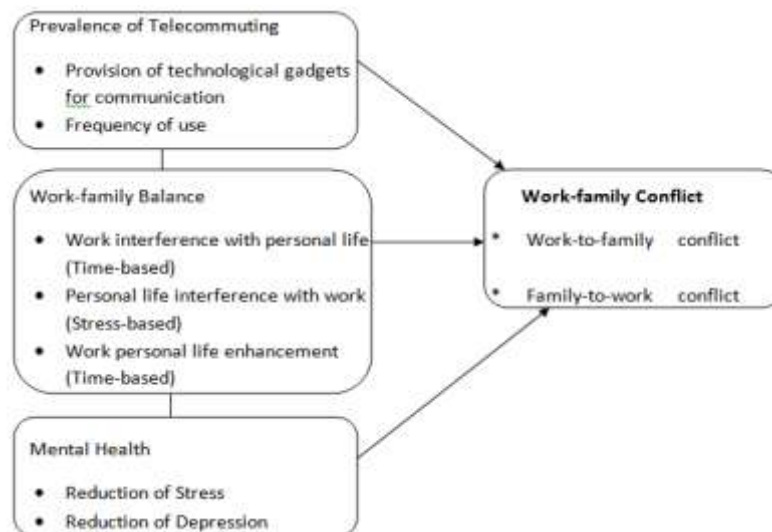 Prevalence of Telecommuting
• Provision of technological gadgets
for communication
• Frequency of use
Work-family Balance
• Work interference with personal life
(Time-based)
• Personal life interference with work
(Stress-based)
• Work personal life enhancement
(Time-based)
Mental Health
• Reduction of Stress
• Reduction of Depression
Work-family Conflict
* Work-to-family conflict
* Family-to-work conflict